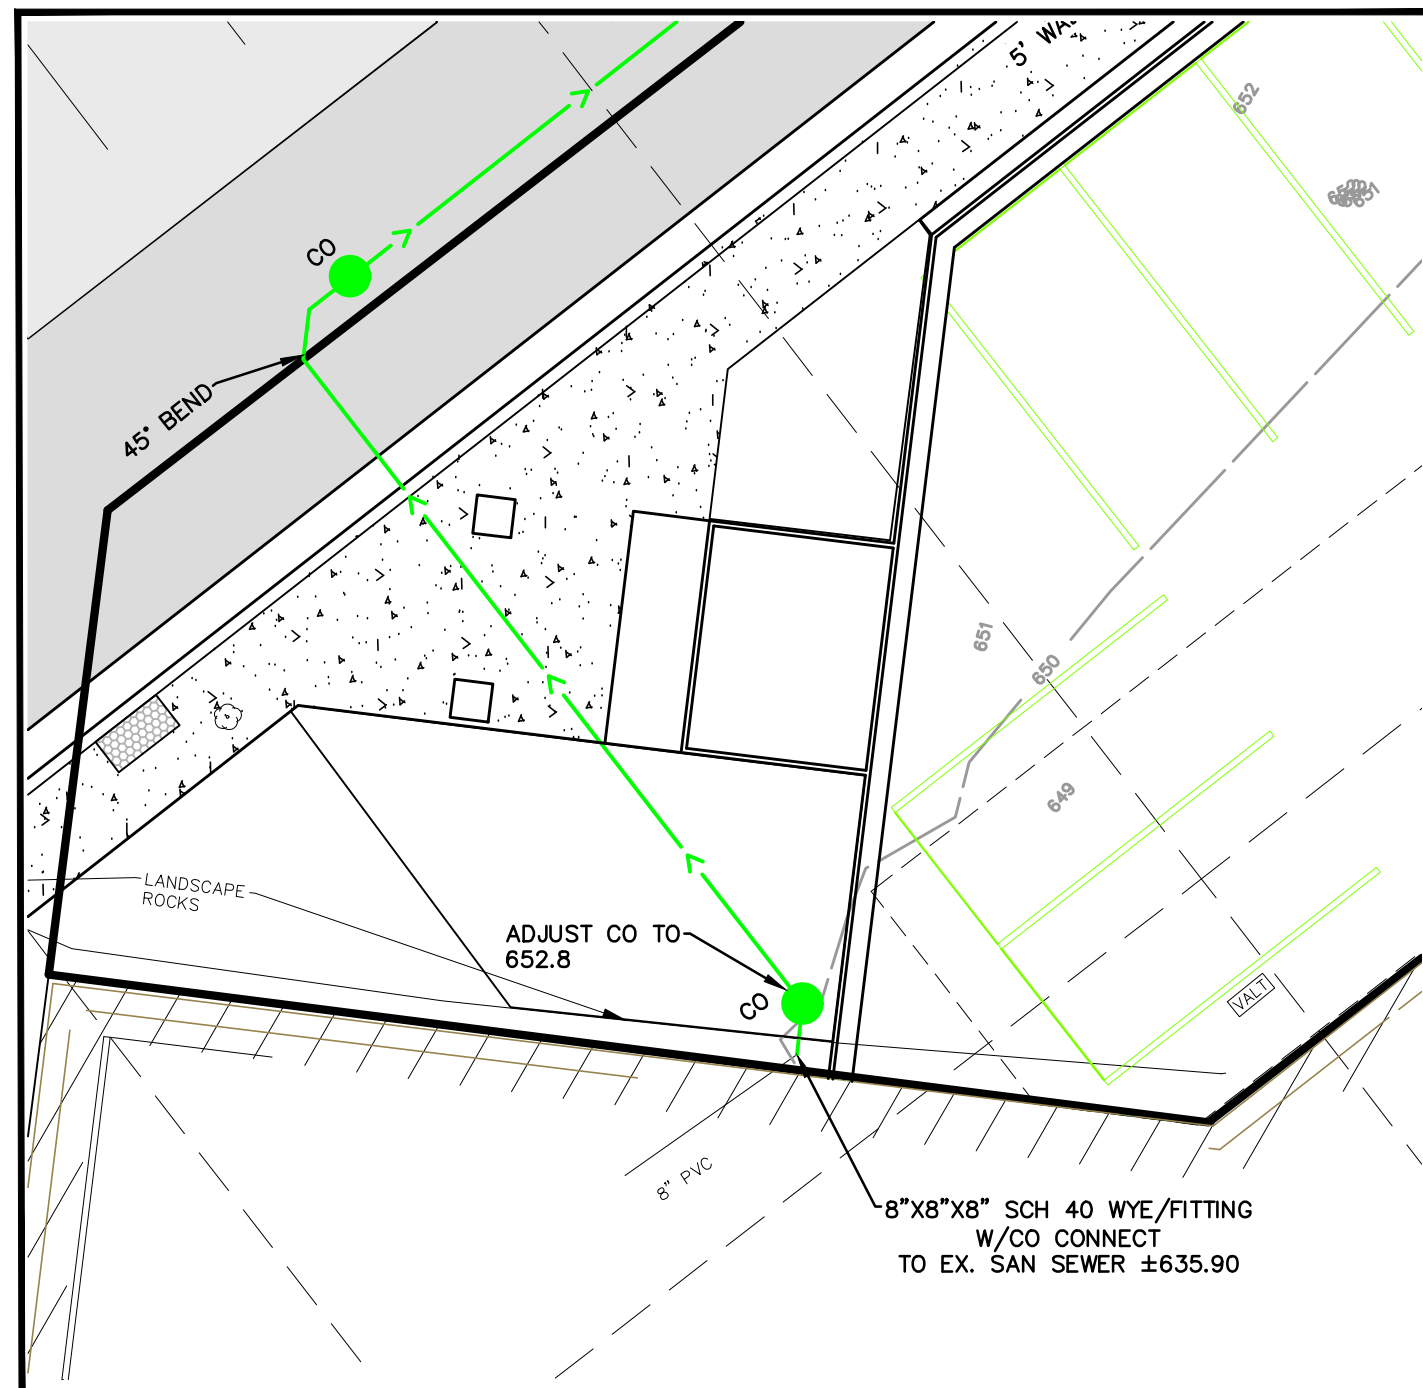 5' WA
652
651
CO
45° BEND
651
650
649
LANDSCAPE
ROCKS
ADJUST CO TO
652.8
CO
VALT
8" PVC
8"X8"X8" SCH 40 WYE/FITTING
W/CO CONNECT
TO EX. SAN SEWER ±635.90